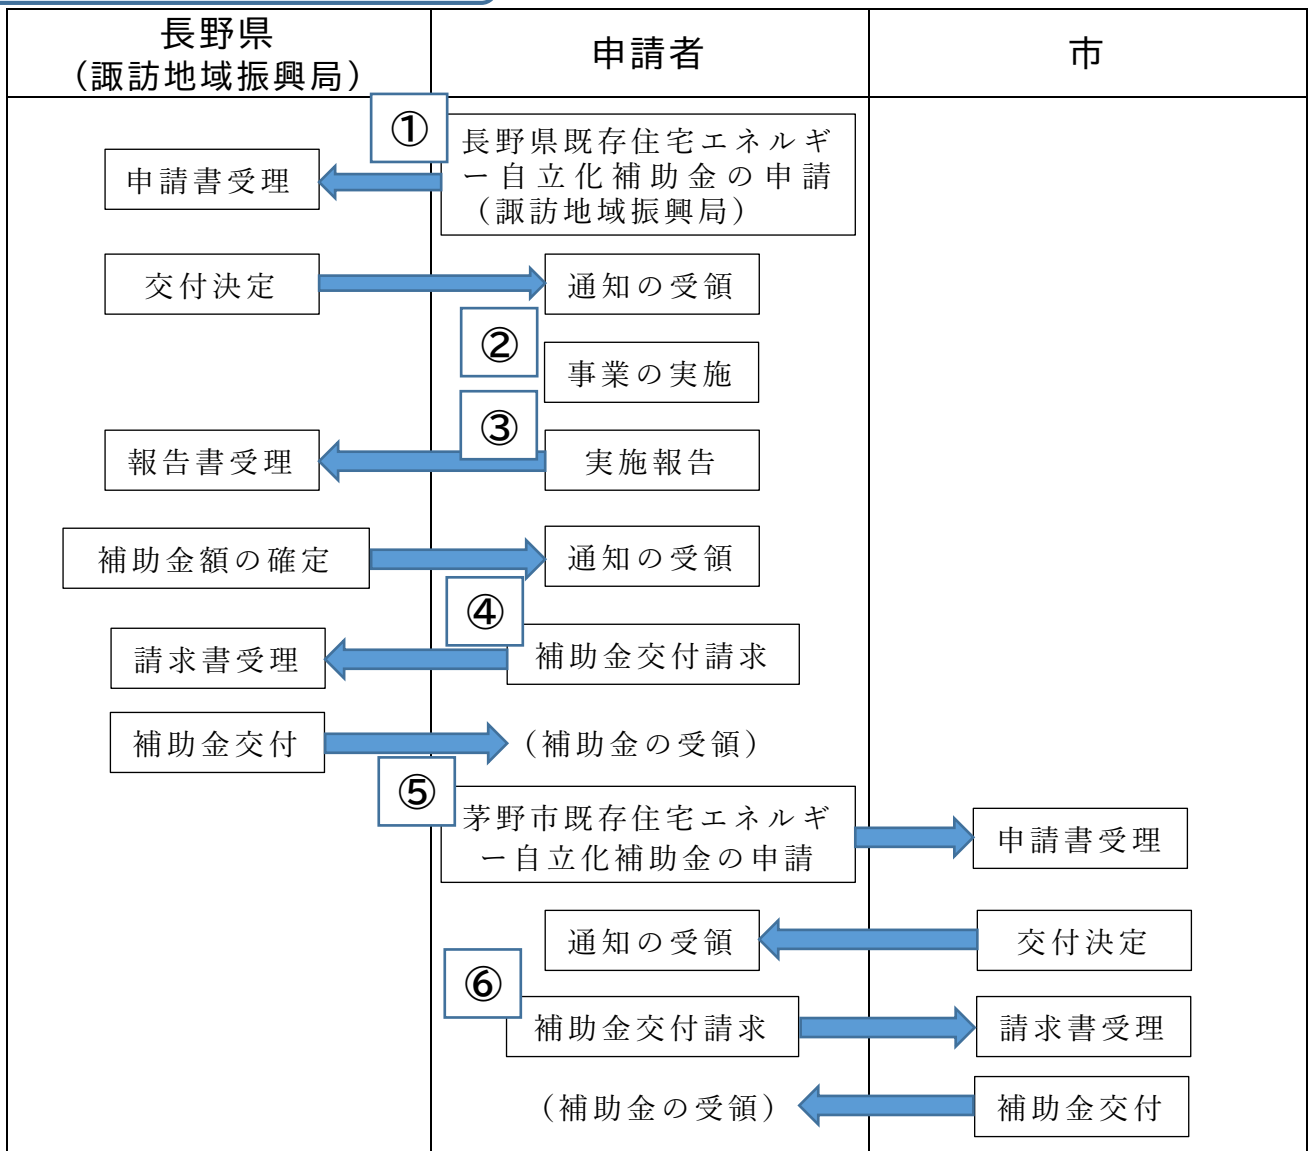 長野県
（諏訪地域振興局）
申請者
市
①
長野県既存住宅エネルギ
ー自立化補助金の申請
（諏訪地域振興局）
申請書受理
交付決定
通知の受領
②
事業の実施
③
報告書受理
実施報告
補助金額の確定
通知の受領
④
請求書受理
補助金交付請求
補助金交付
（補助金の受領）
⑤
茅野市既存住宅エネルギ
ー自立化補助金の申請
申請書受理
通知の受領
交付決定
⑥
補助金交付請求
請求書受理
（補助金の受領）
補助金交付